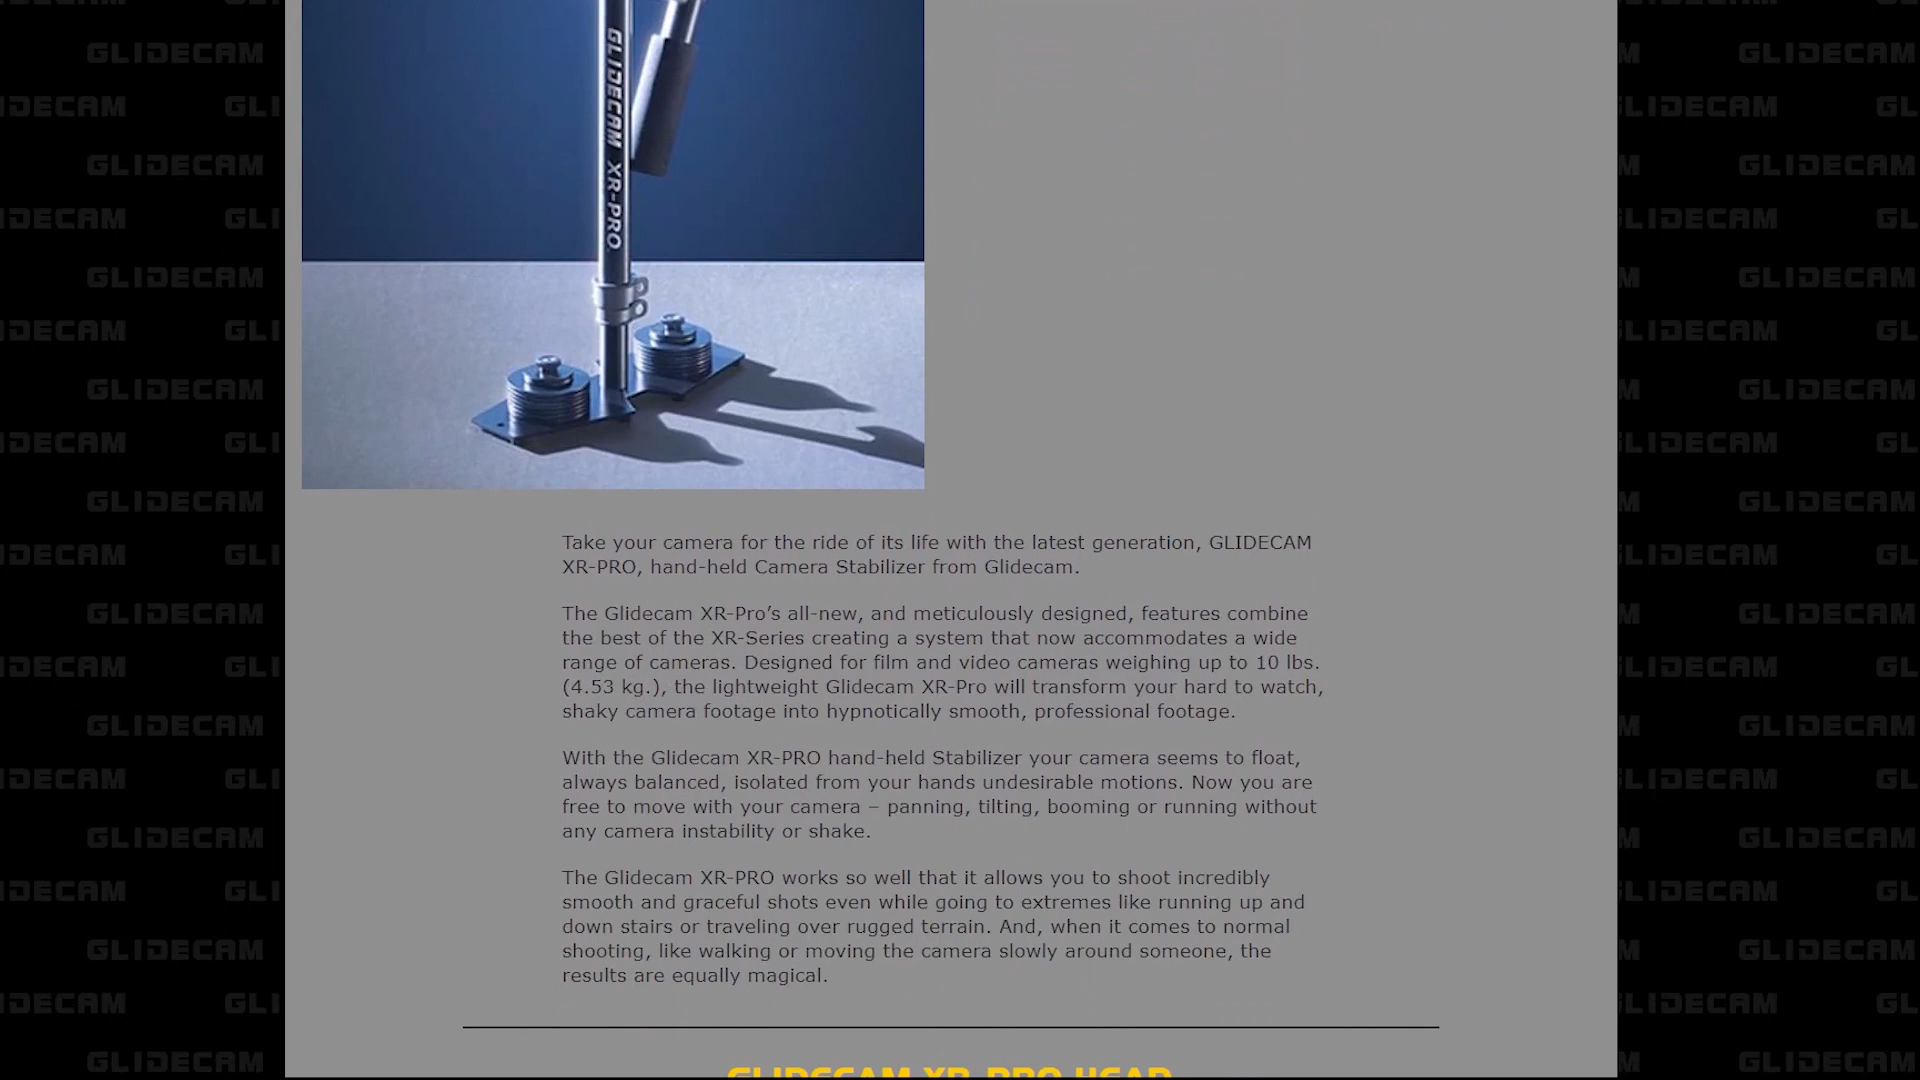 GLIDECAM XR-PRO
Take your camera for the ride of its life with the latest generation, GLIDECAM
XR-PRO, hand-held Camera Stabilizer from Glidecam.
The Glidecam XR-Pro’s all-new, and meticulously designed, features combine
the best of the XR-Series creating a system that now accommodates a wide
range of cameras. Designed for film and video cameras weighing up to 10 lbs.
(4.53 kg.), the lightweight Glidecam XR-Pro will transform your hard to watch,
shaky camera footage into hypnotically smooth, professional footage.
With the Glidecam XR-PRO hand-held Stabilizer your camera seems to float,
always balanced, isolated from your hands undesirable motions. Now you are
free to move with your camera – panning, tilting, booming or running without
any camera instability or shake.
The Glidecam XR-PRO works so well that it allows you to shoot incredibly
smooth and graceful shots even while going to extremes like running up and
down stairs or traveling over rugged terrain. And, when it comes to normal
shooting, like walking or moving the camera slowly around someone, the
results are equally magical.
GLIDECAM XR-PRO HEAD